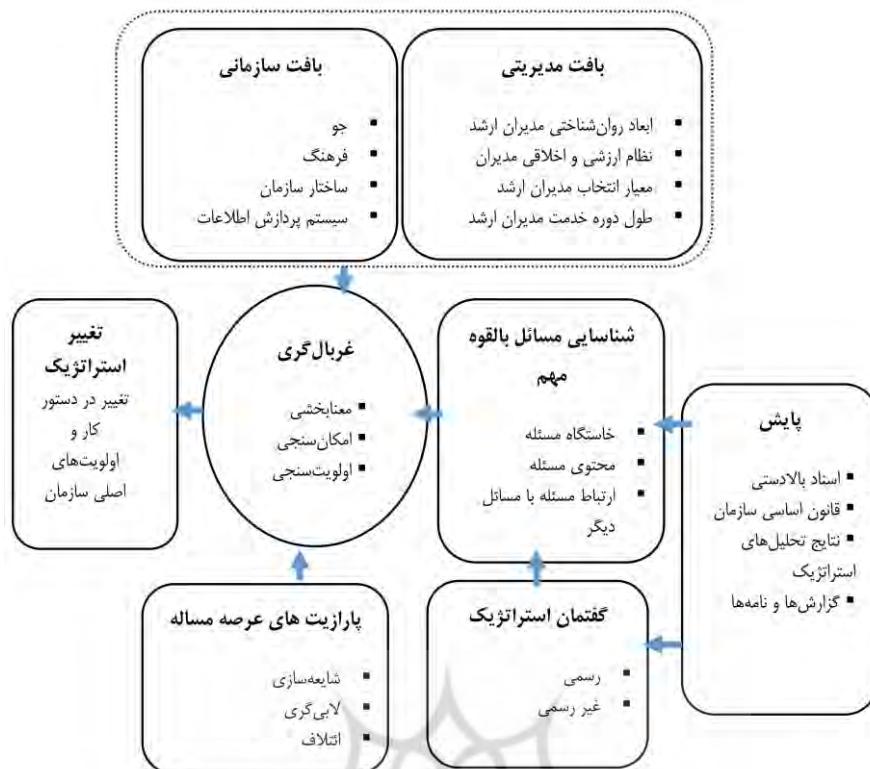 بافت مدیریتی
ابعاد روان‌شناختی مدیران ارشد
نظام ارزشی و اخلاقی مدیران
معیار انتخاب مدیران ارشد
طول دوره خدمت مدیران ارشد
بافت سازمانی
جو
فرهنگ
ساختار سازمان
سیستم پردازش اطلاعات
پایش
اسناد بالادستی
قانون اساسی سازمان
نتایج تحلیل‌های
استراتژیک
گزارش‌ها و نامه‌ها
شناسایی مسائل بالقوه
مهم
خاستگاه مسئله
محتوی مسئله
ارتباط مسئله با مسائل
دیگر
غربال‌گری
معنابخشی
امکان‌سنجی
اولویت‌سنجی
تغییر
استراتژیک
تغییر در دستور
کار و
اولویت‌های
اصلی سازمان
گفتمان استراتژیک
رسمی
غیر رسمی
پارازیت های عرصه مساله
شایعه‌سازی
لابی‌گری
ائتلاف